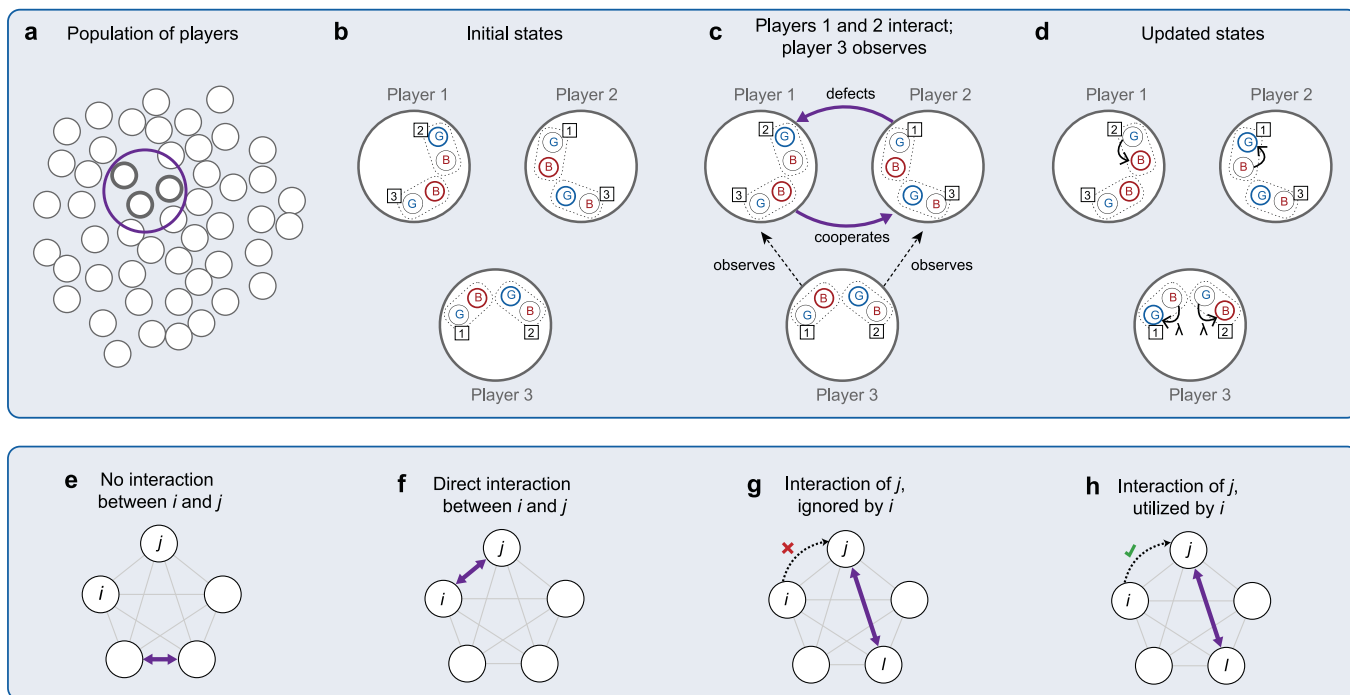 a Population of players
b Initial states
c Players 1 and 2 interact;
player 3 observes
d Updated states
Player 1
2 G
B
B
3 G
Player 2
1
G
B
G 3
B
G B
G B
1 2
Player 3
defects
Player 1
2 G
B
B
3 G
Player 2
1
G
B
G 3
B
cooperates
observes observes
B G
G B
1 2
Player 3
Player 1
2 G
B
B
3 G
Player 2
G 1
B
G 3
B
B G
G B
1 λ λ 2
Player 3
e No interaction
between i and j
j
i
f Direct interaction
between i and j
j
i
g Interaction of j,
ignored by i
j
i
l
h Interaction of j,
utilized by i
j
i
l